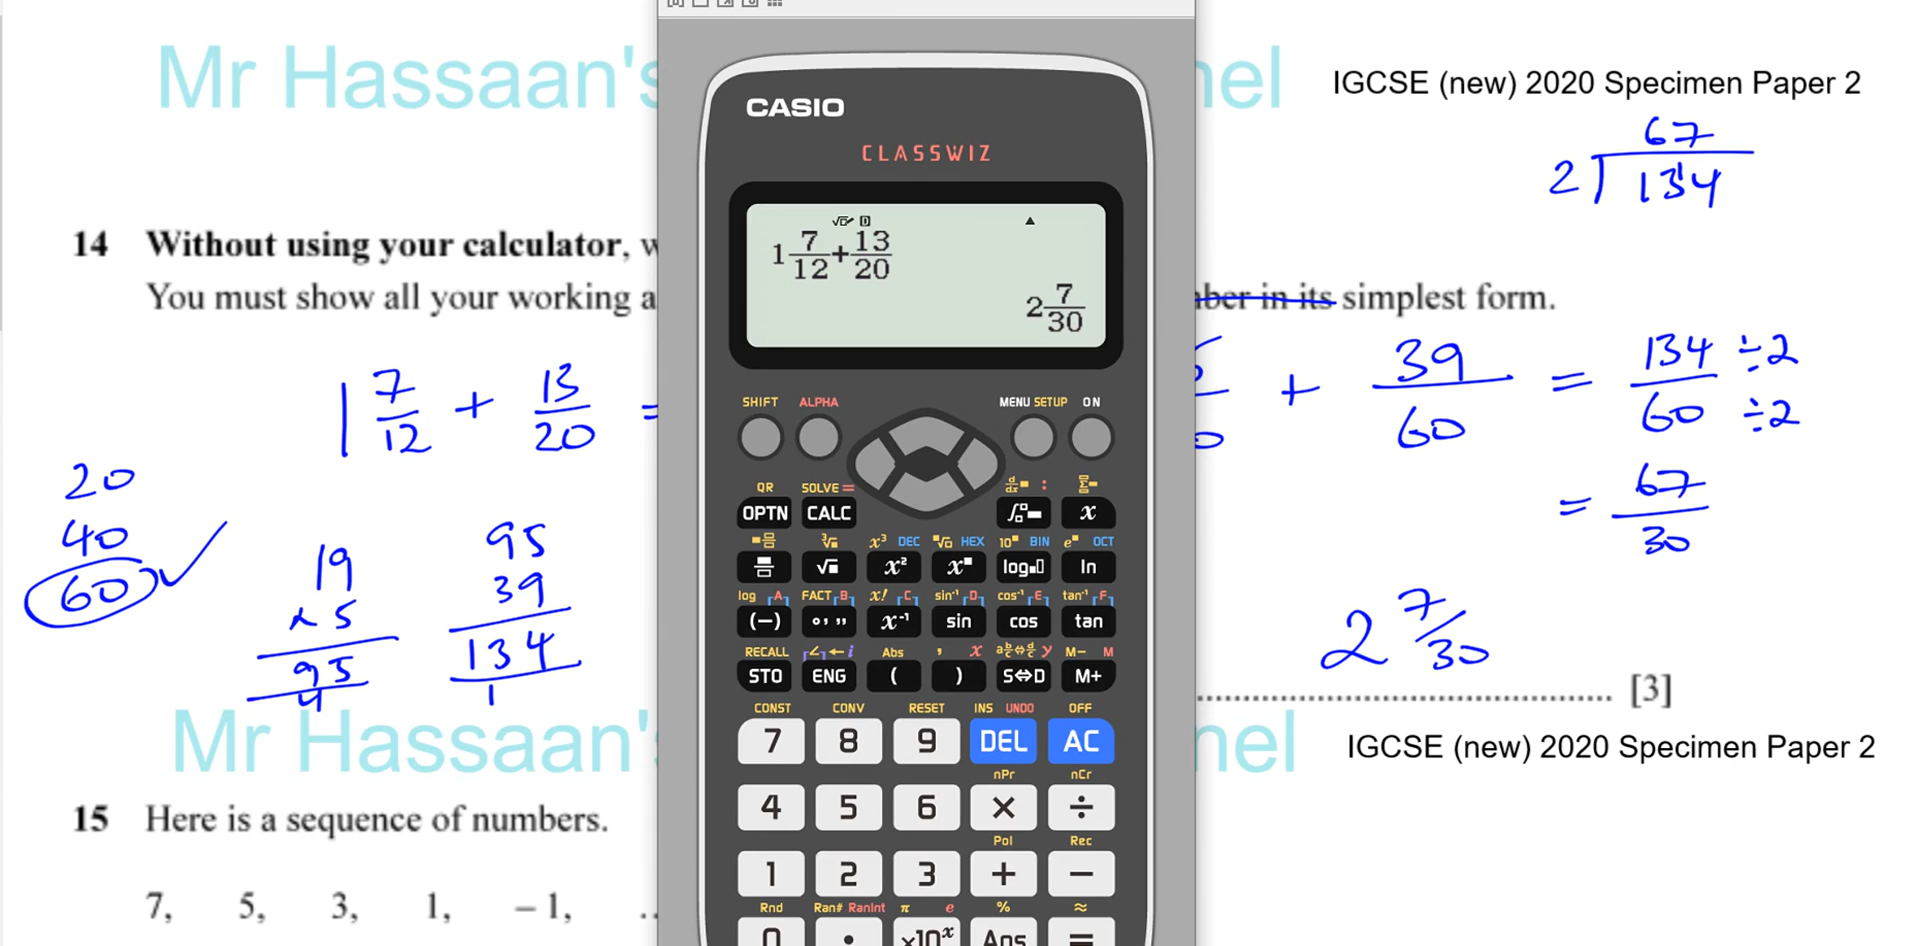 Mr Hassaan's nel
IGCSE (new) 2020 Specimen Paper 2
67
2 134
14 Without using your calculator, w
You must show all your working a ber in its simplest form.
1 7/12 + 13/20 =
+ 39/60 = 134/60 ÷2 ÷2
= 67/30
20
40
60
19
×5
95
4
95
39
134
1
2 7/30
[3]
Mr Hassaan's nel
IGCSE (new) 2020 Specimen Paper 2
15 Here is a sequence of numbers.
7, 5, 3, 1, −1, ..
CASIO
CLASSWIZ
1 7/12 + 13/20
2 7/30
SHIFT ALPHA MENU SETUP ON
QR SOLVE = d/dx :
OPTN CALC x
x³ DEC HEX 10 BIN e OCT
x² log ln
log A FACT B x! C sin⁻¹ D cos⁻¹ E tan⁻¹ F
(−) x⁻¹ sin cos tan
RECALL ∠ i Abs , x y M− M
STO ENG ( ) S⇔D M+
CONST CONV RESET INS UNDO OFF
7 8 9 DEL AC
nPr nCr
4 5 6 × ÷
Pol Rec
1 2 3 + −
Rnd Ran# RanInt π e % ≈
0 • ×10ˣ Ans =